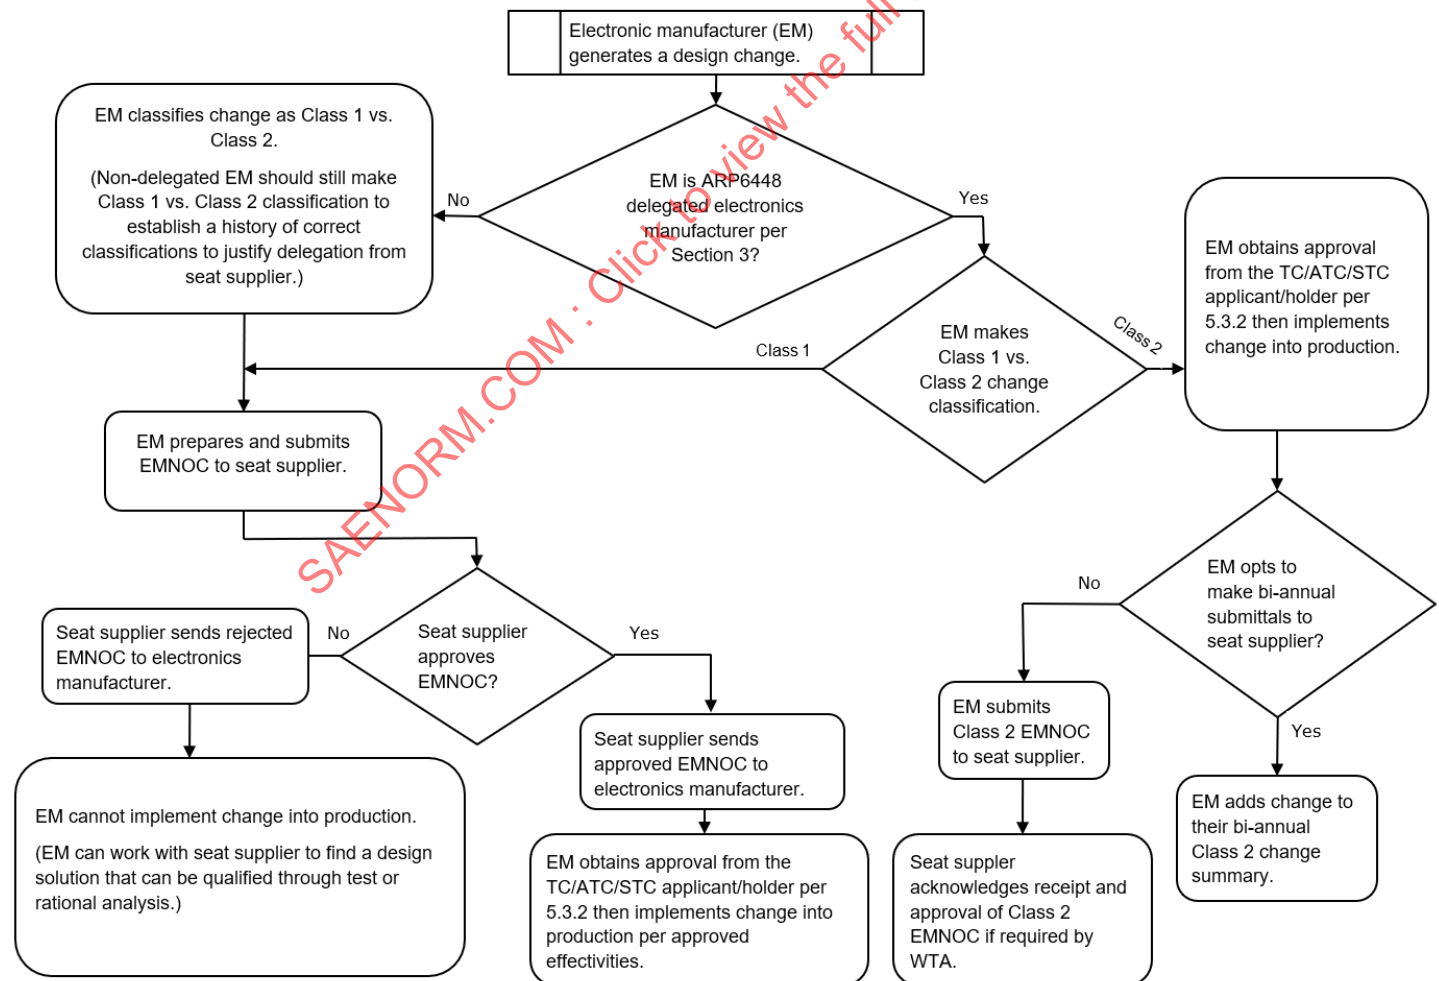 Electronic manufacturer (EM)
generates a design change.
EM classifies change as Class 1 vs.
Class 2.
(Non-delegated EM should still make
Class 1 vs. Class 2 classification to
establish a history of correct
classifications to justify delegation from
seat supplier.)
No
EM is ARP6448
delegated electronics
manufacturer per
Section 3?
Yes
EM obtains approval
from the TC/ATC/STC
applicant/holder per
5.3.2 then implements
change into production.
Class 1
EM makes
Class 1 vs.
Class 2 change
classification.
Class 2
EM prepares and submits
EMNOC to seat supplier.
No
EM opts to
make bi-annual
submittals to
seat supplier?
Yes
Seat supplier sends rejected
EMNOC to electronics
manufacturer.
No
Seat supplier
approves
EMNOC?
Yes
Seat supplier sends
approved EMNOC to
electronics manufacturer.
EM submits
Class 2 EMNOC
to seat supplier.
EM adds change to
their bi-annual
Class 2 change
summary.
EM cannot implement change into production.
(EM can work with seat supplier to find a design
solution that can be qualified through test or
rational analysis.)
EM obtains approval from the
TC/ATC/STC applicant/holder per
5.3.2 then implements change into
production per approved
effectivities.
Seat suppler
acknowledges receipt and
approval of Class 2
EMNOC if required by
WTA.
SAENORM.COM : Click to view the full